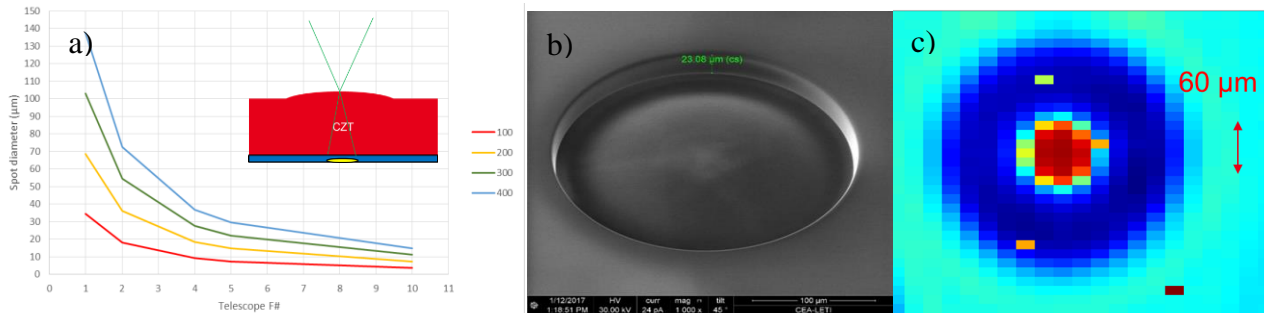 a)
150
140
130
120
110
100
90
80
70
60
50
40
30
20
10
0
Spot diameter (µm)
0 1 2 3 4 5 6 7 8 9 10 11
Telescope F#
CZT
100
200
300
400
b)
23.08 µm (cs)
1/12/2017 HV curr mag tilt 100 µm
1:18:51 PM 30.00 kV 24 pA 1 000 x 45 ° CEA-LETI
c)
60 µm